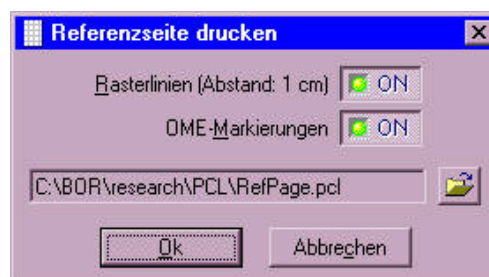 Referenzseite drucken
Rasterlinien (Abstand: 1 cm) ON
OME-Markierungen ON
C:\BOR\research\PCL\RefPage.pcl
Ok Abbrechen